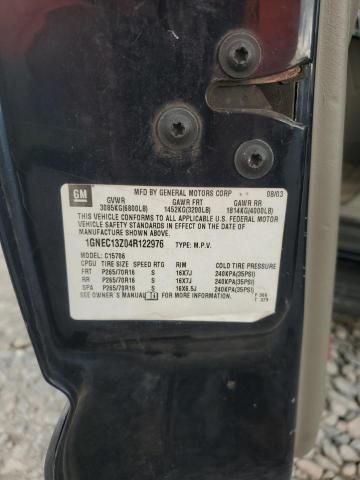 GM
MFD BY GENERAL MOTORS CORP 08/03
GVWR GAWR FRT GAWR RR
3085KG(6800LB) 1452KG(3200LB) 1814KG(4000LB)
THIS VEHICLE CONFORMS TO ALL APPLICABLE U.S. FEDERAL MOTOR
VEHICLE SAFETY STANDARDS IN EFFECT ON THE DATE OF
MANUFACTURE SHOWN ABOVE.
1GNEC13Z04R122976 TYPE: M.P.V.
MODEL: C15706
CPGU TIRE SIZE SPEED RTG RIM COLD TIRE PRESSURE
FRT P265/70R16 S 16X7J 240KPA(35PSI)
RR P265/70R16 S 16X7J 240KPA(35PSI)
SPA P265/70R16 S 16X6.5J 240KPA(35PSI)
SEE OWNER'S MANUAL FOR MORE INFORMATION.